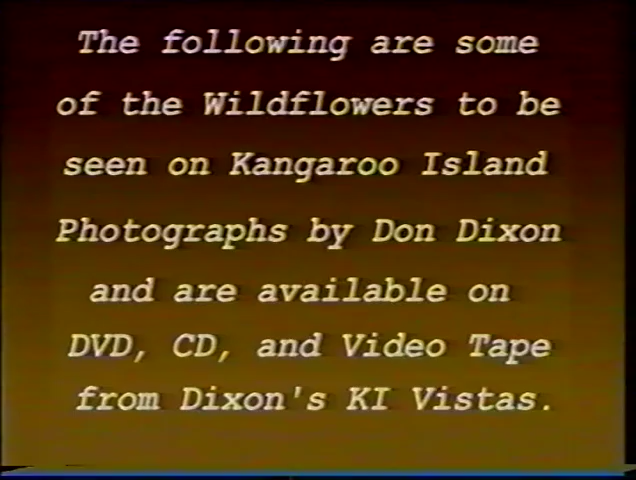 The following are some
of the Wildflowers to be
seen on Kangaroo Island
Photographs by Don Dixon
and are available on
DVD, CD, and Video Tape
from Dixon's KI Vistas.